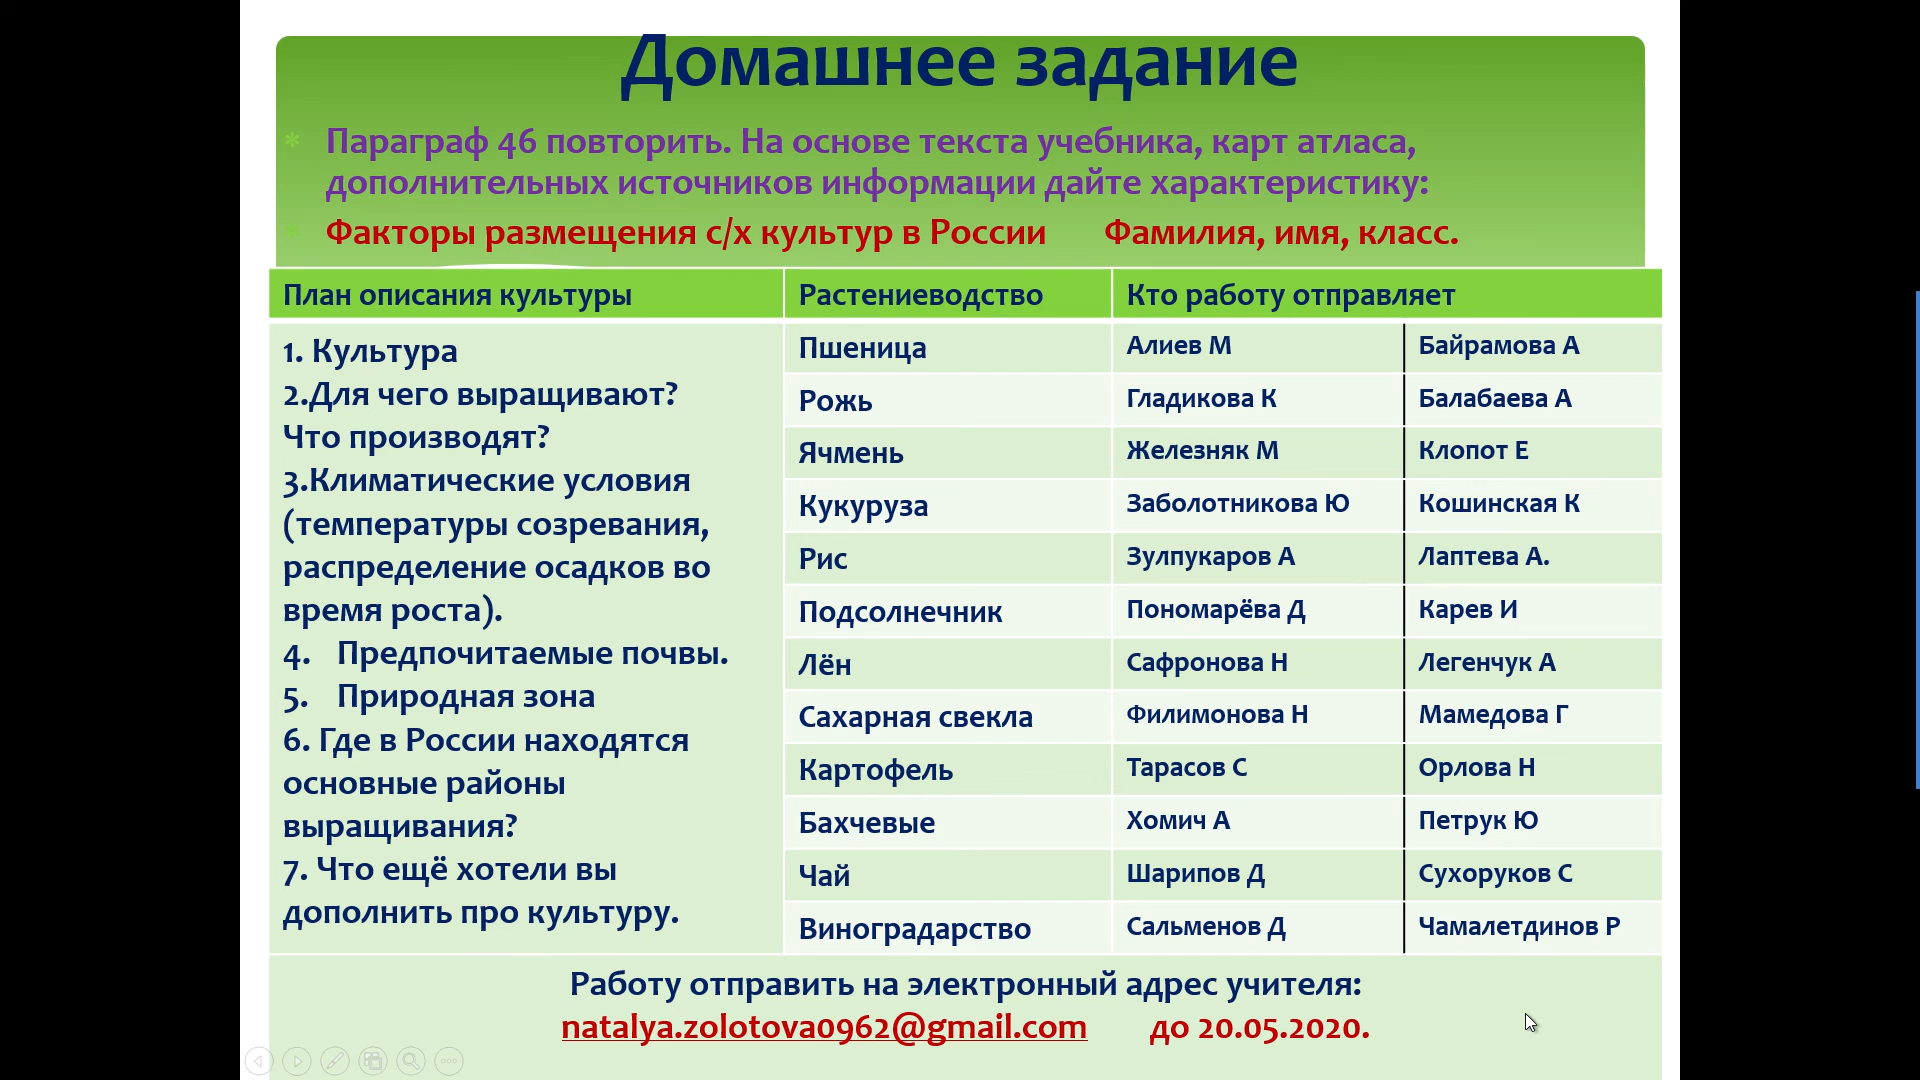 Домашнее задание
Параграф 46 повторить. На основе текста учебника, карт атласа,
дополнительных источников информации дайте характеристику:
Факторы размещения с/х культур в России Фамилия, имя, класс.
План описания культуры Растениеводство Кто работу отправляет
1. Культура
2.Для чего выращивают?
Что производят?
3.Климатические условия
(температуры созревания,
распределение осадков во
время роста).
4. Предпочитаемые почвы.
5. Природная зона
6. Где в России находятся
основные районы
выращивания?
7. Что ещё хотели вы
дополнить про культуру.
Пшеница Алиев М Байрамова А
Рожь Гладикова К Балабаева А
Ячмень Железняк М Клопот Е
Кукуруза Заболотникова Ю Кошинская К
Рис Зулпукаров А Лаптева А.
Подсолнечник Пономарёва Д Карев И
Лён Сафронова Н Легенчук А
Сахарная свекла Филимонова Н Мамедова Г
Картофель Тарасов С Орлова Н
Бахчевые Хомич А Петрук Ю
Чай Шарипов Д Сухоруков С
Виноградарство Сальменов Д Чамалетдинов Р
Работу отправить на электронный адрес учителя:
natalya.zolotova0962@gmail.com до 20.05.2020.